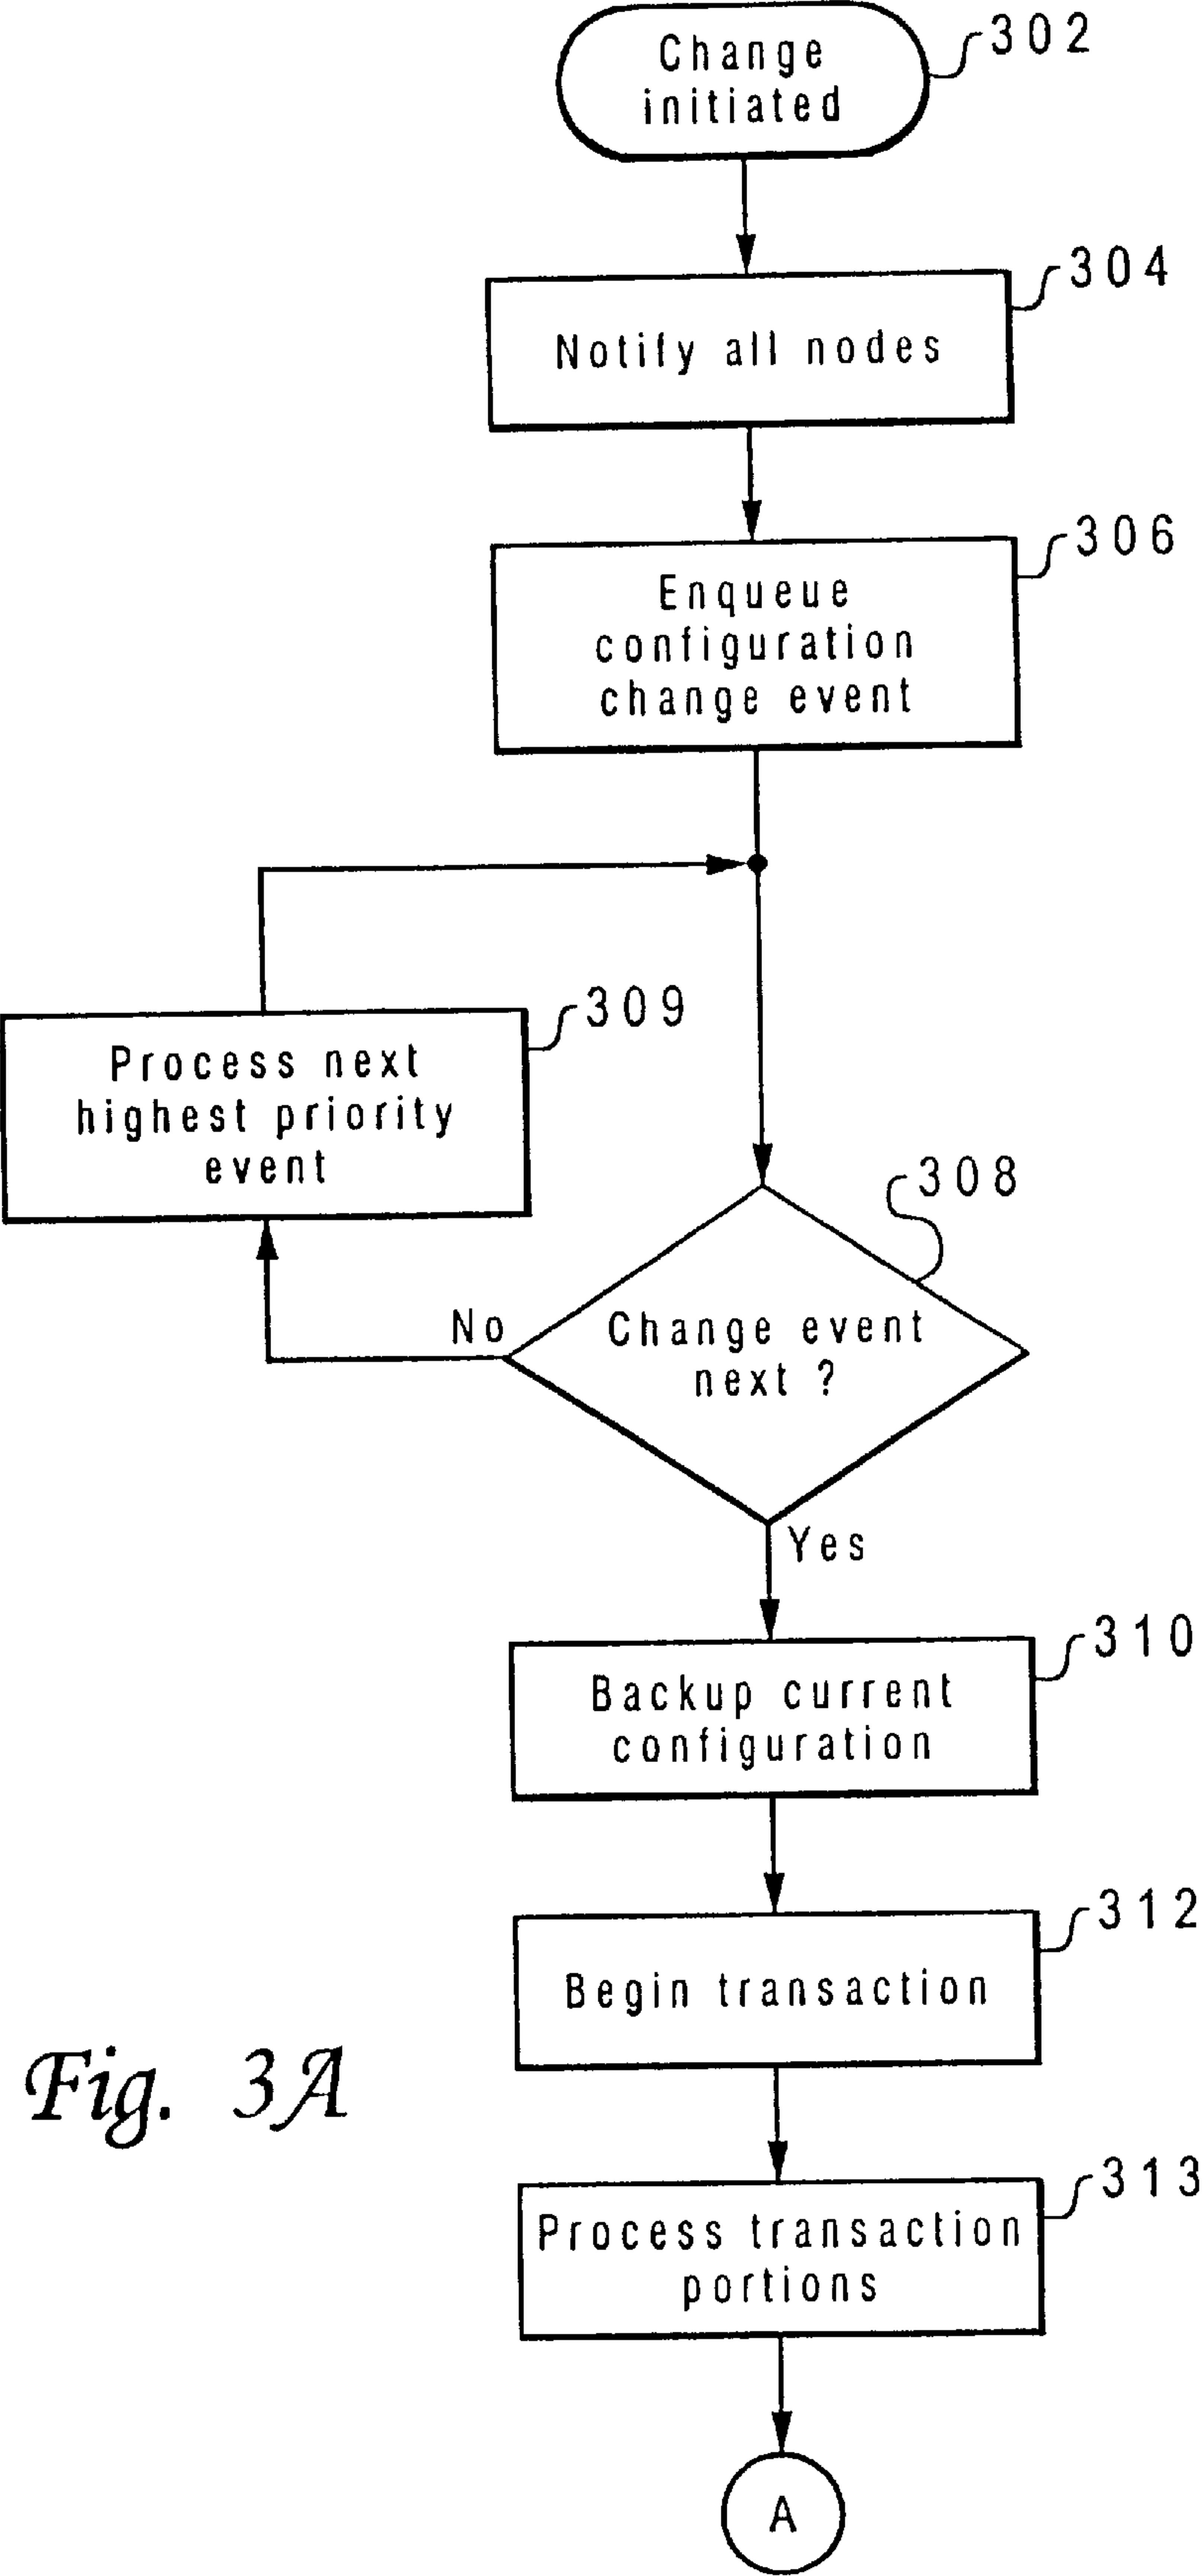 Change
initiated
302
304
Notify all nodes
306
Enqueue
configuration
change event
309
Process next
highest priority
event
308
No
Change event
next ?
Yes
310
Backup current
configuration
312
Begin transaction
Fig. 3A
313
Process transaction
portions
A